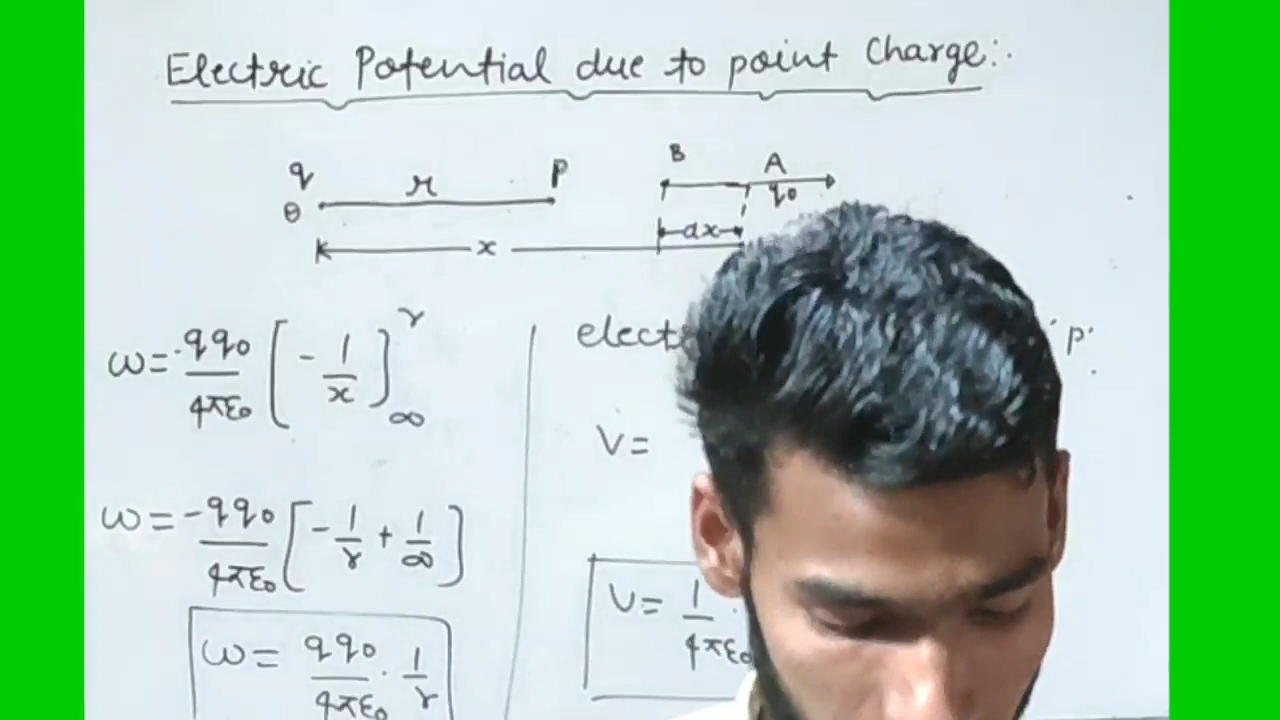 Electric Potential due to point Charge:.
q r P B A
θ q₀
dx
x
ω = -qq₀/4πε₀ [ -1/x ]^r_∞
ω = -qq₀/4πε₀ [ -1/r + 1/∞ ]
ω = qq₀/4πε₀ . 1/r
'p'
V =
V = 1/4πε₀